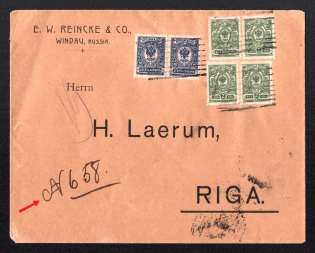 E. W. REINCKE & CO.,
WINDAU, RUSSIA.
Herrn
H. Laerum,
RIGA.
№ 658.